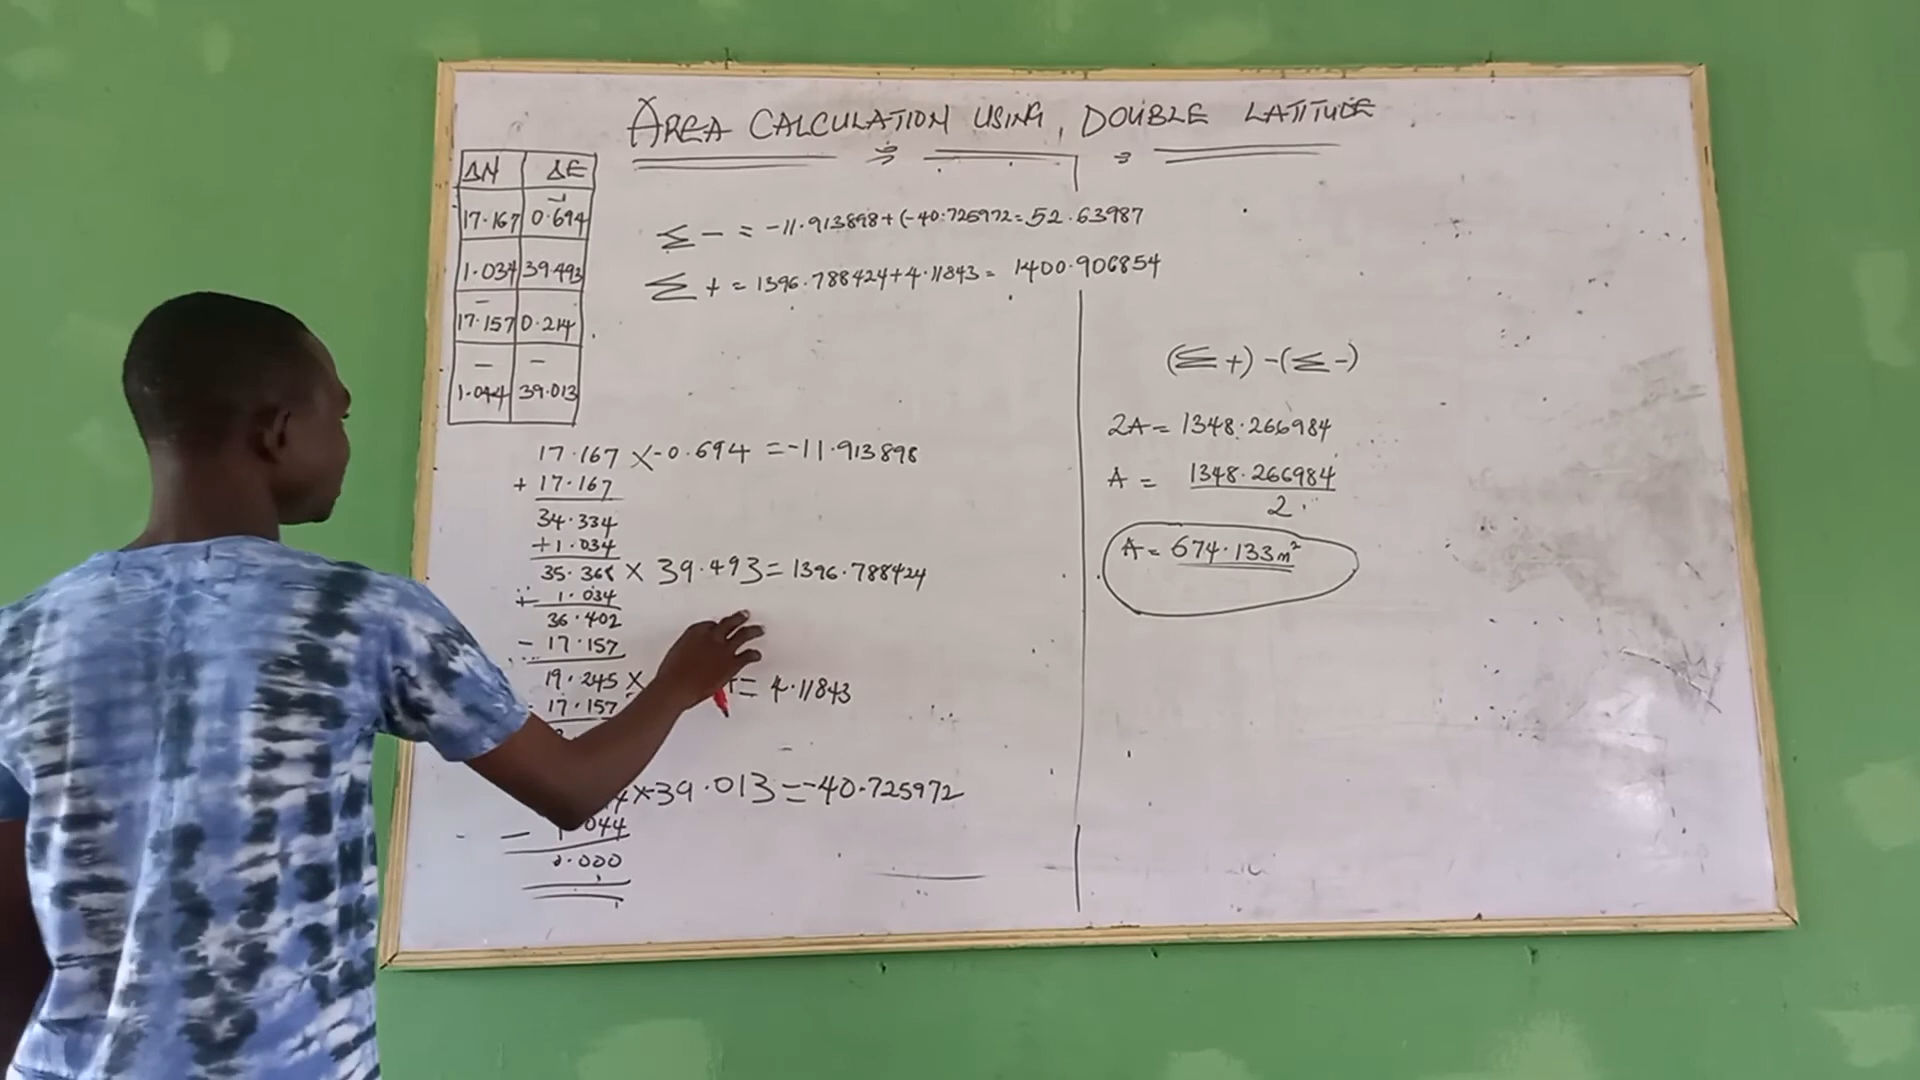 AREA CALCULATION USING DOUBLE LATITUDE
ΔN ΔE
17.167 -0.694
1.034 39.493
-17.157 0.214
-1.044 -39.013
Σ- = -11.913898+(-40.725972=52.63987
Σ+ = 1396.788424+4.11843= 1400.906854
17.167 × -0.694 = -11.913898
+ 17.167
34.334
+1.034
35.368 × 39.493 = 1396.788424
+ 1.034
36.402
- 17.157
19.245 × = 4.11843
17.157
×-39.013 = -40.725972
- 044
0.000
(Σ+) -(Σ-)
2A = 1348.266984
A = 1348.266984
2
A = 674.133m²